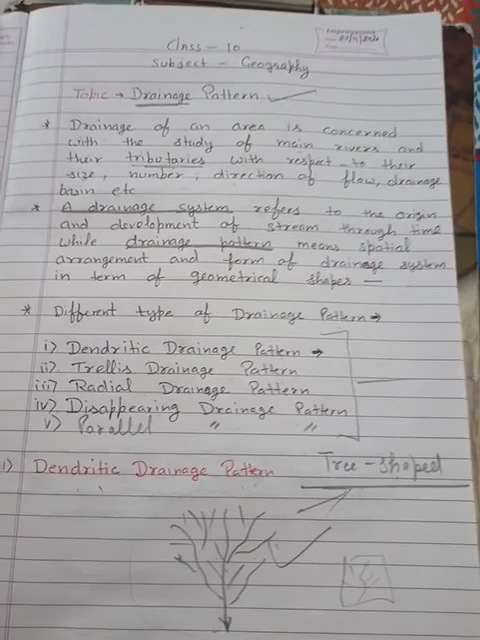 Class - 10
Subject - Geography
Topic → Drainage Pattern
* Drainage of an area is concerned
with the study of main rivers and
their tributaries with respect to their
size, number, direction of flow, drainage
basin etc
* A drainage system refers to the origin
and development of stream through time
while drainage pattern means spatial
arrangement and form of drainage system
in term of geometrical shapes —
* Different type of Drainage Pattern →
i) Dendritic Drainage Pattern →
ii) Trellis Drainage Pattern
iii) Radial Drainage Pattern
iv) Disappearing Drainage Pattern
v) Parallel " "
1) Dendritic Drainage Pattern Tree-shaped